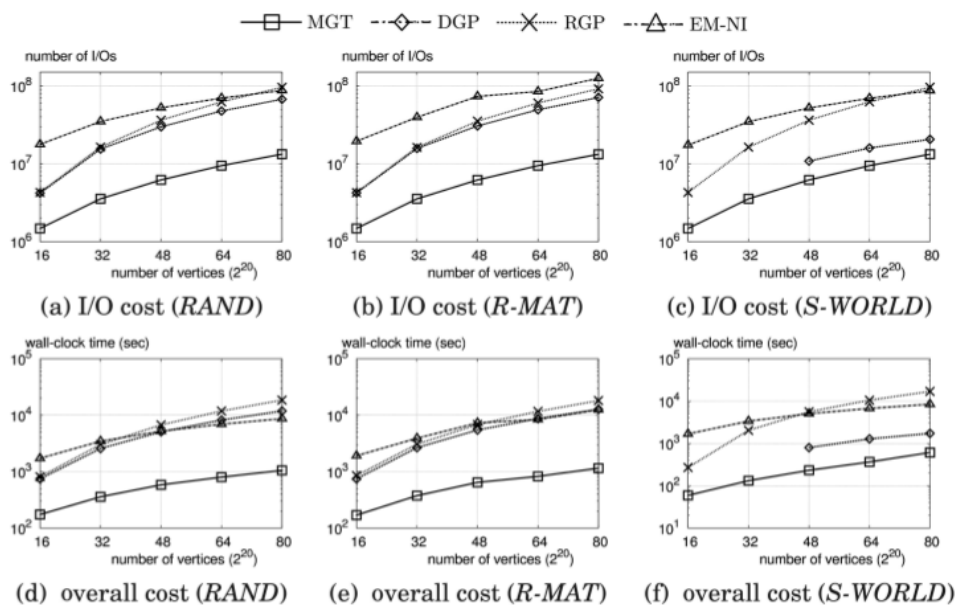 MGT DGP RGP EM-NI
number of I/Os number of I/Os number of I/Os
10^8 10^8 10^8
10^7 10^7 10^7
10^6 10^6 10^6
16 32 48 64 80 16 32 48 64 80 16 32 48 64 80
number of vertices (2^20) number of vertices (2^20) number of vertices (2^20)
(a) I/O cost (RAND) (b) I/O cost (R-MAT) (c) I/O cost (S-WORLD)
wall-clock time (sec) wall-clock time (sec) wall-clock time (sec)
10^5 10^5 10^5
10^4 10^4 10^4
10^3 10^3 10^3
10^2 10^2 10^2
10^1
16 32 48 64 80 16 32 48 64 80 16 32 48 64 80
number of vertices (2^20) number of vertices (2^20) number of vertices (2^20)
(d) overall cost (RAND) (e) overall cost (R-MAT) (f) overall cost (S-WORLD)